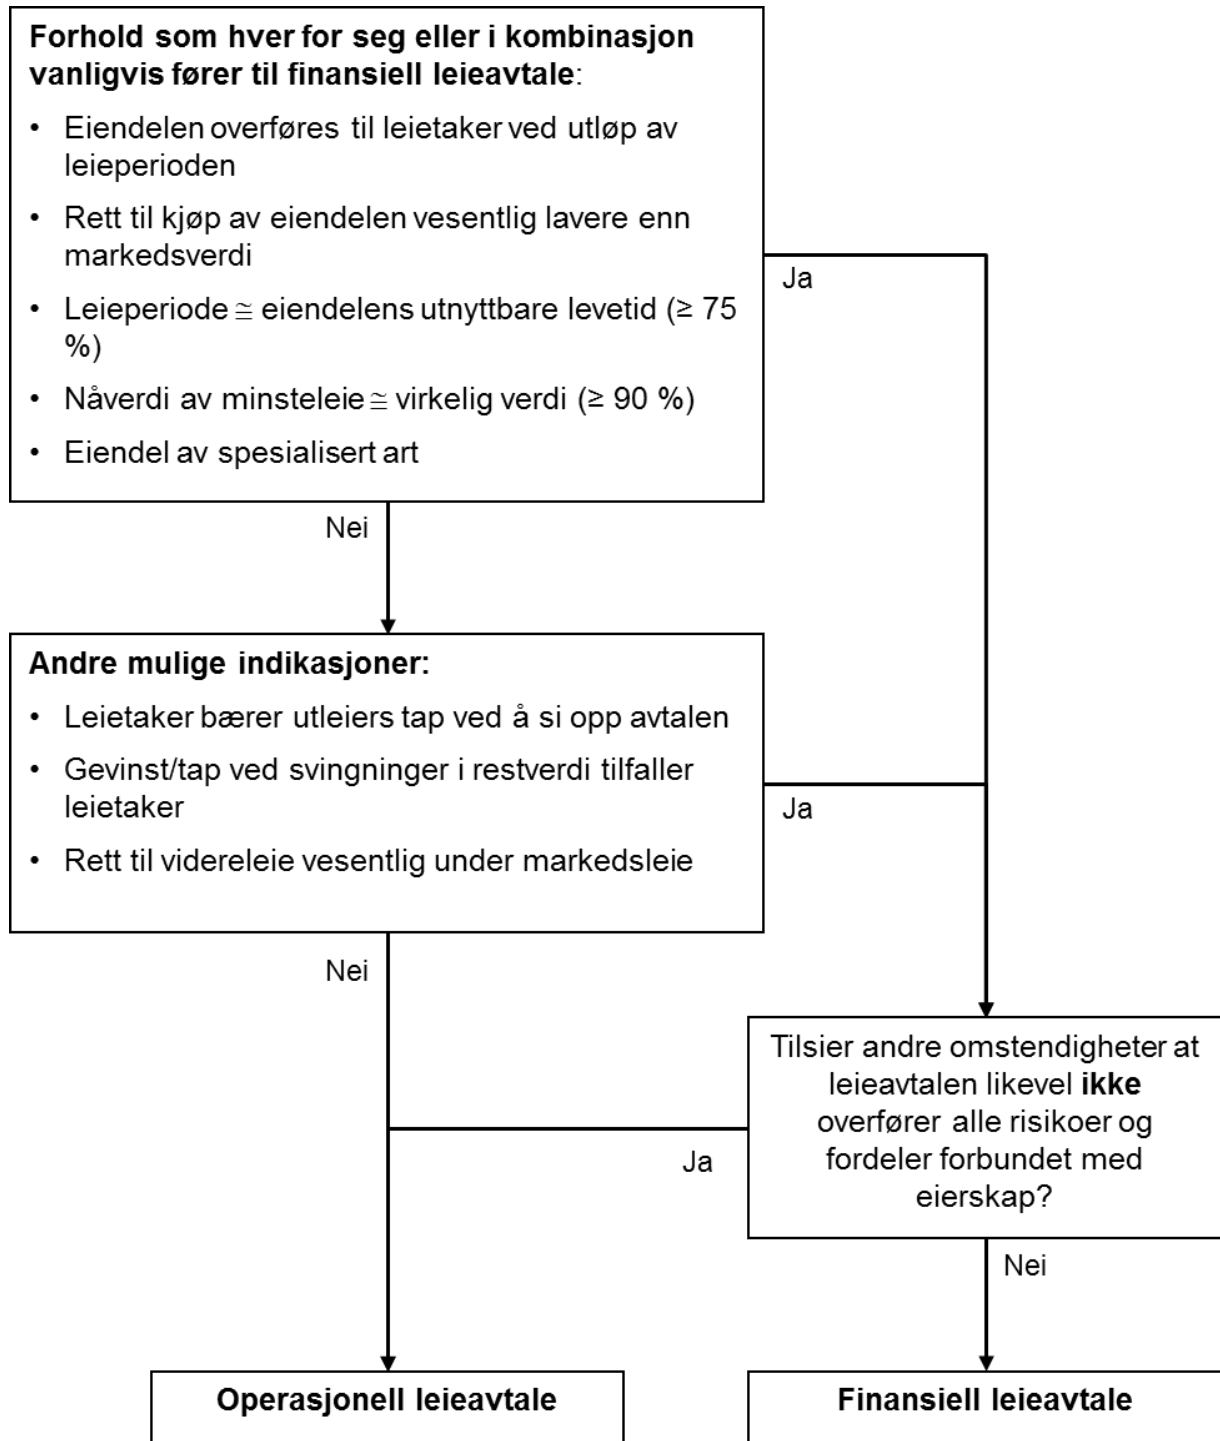 Forhold som hver for seg eller i kombinasjon
vanligvis fører til finansiell leieavtale:
• Eiendelen overføres til leietaker ved utløp av
leieperioden
• Rett til kjøp av eiendelen vesentlig lavere enn
markedsverdi
• Leieperiode ≅ eiendelens utnyttbare levetid (≥ 75
%)
• Nåverdi av minsteleie ≅ virkelig verdi (≥ 90 %)
• Eiendel av spesialisert art
Ja
Nei
Andre mulige indikasjoner:
• Leietaker bærer utleiers tap ved å si opp avtalen
• Gevinst/tap ved svingninger i restverdi tilfaller
leietaker
• Rett til videreleie vesentlig under markedsleie
Ja
Nei
Tilsier andre omstendigheter at
leieavtalen likevel ikke
overfører alle risikoer og
fordeler forbundet med
eierskap?
Ja
Nei
Operasjonell leieavtale
Finansiell leieavtale